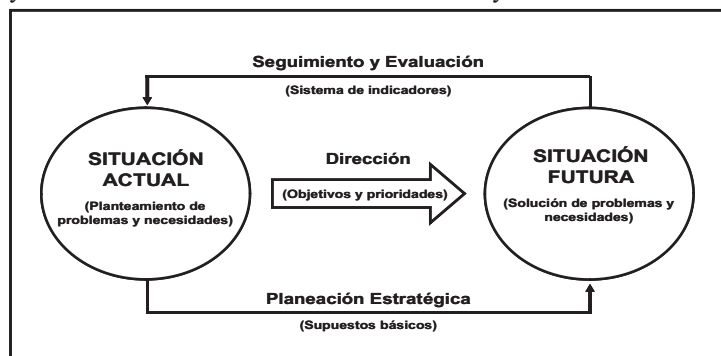 Seguimiento y Evaluación
(Sistema de indicadores)
SITUACIÓN
ACTUAL
(Planteamiento de
problemas y necesidades)
Dirección
(Objetivos y prioridades)
SITUACIÓN
FUTURA
(Solución de problemas y
necesidades)
Planeación Estratégica
(Supuestos básicos)